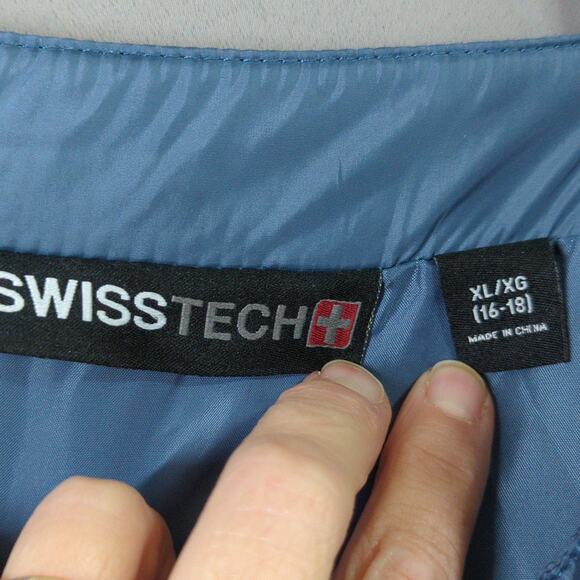 SWISSTECH
XL/XG
(16-18)
MADE IN CHINA